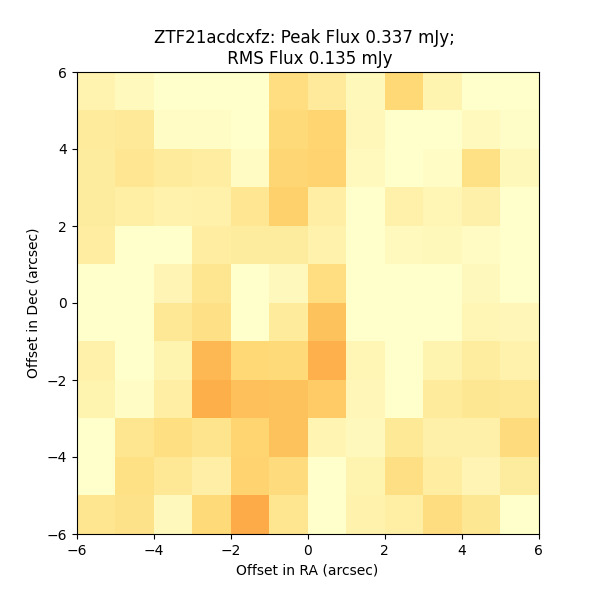 ZTF21acdcxfz: Peak Flux 0.337 mJy;
RMS Flux 0.135 mJy
6
4
2
0
−2
−4
−6
Offset in Dec (arcsec)
−6 −4 −2 0 2 4 6
Offset in RA (arcsec)